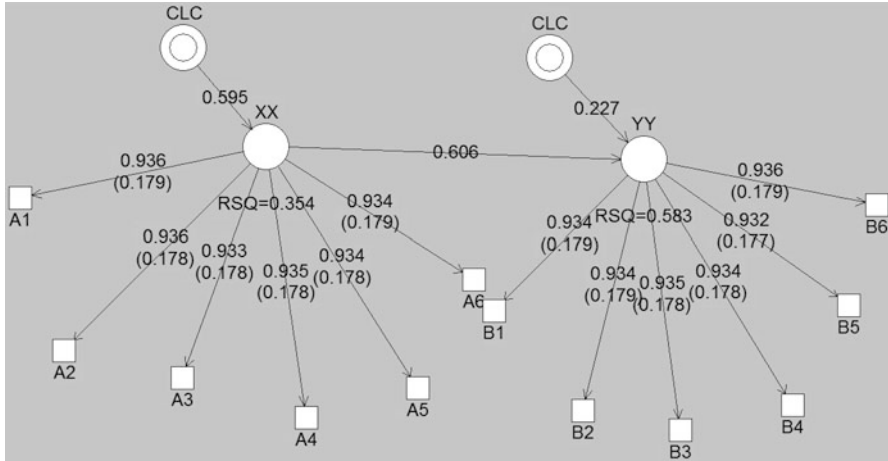 CLC
CLC
0.595
0.227
XX
YY
0.606
0.936
(0.179)
A1
0.936
(0.178)
A2
0.933
(0.178)
A3
RSQ=0.354
0.935
(0.178)
A4
0.934
(0.178)
A5
0.934
(0.179)
A6
0.934
(0.179)
B1
RSQ=0.583
0.934
(0.179)
B2
0.935
(0.178)
B3
0.934
(0.178)
B4
0.932
(0.177)
B5
0.936
(0.179)
B6